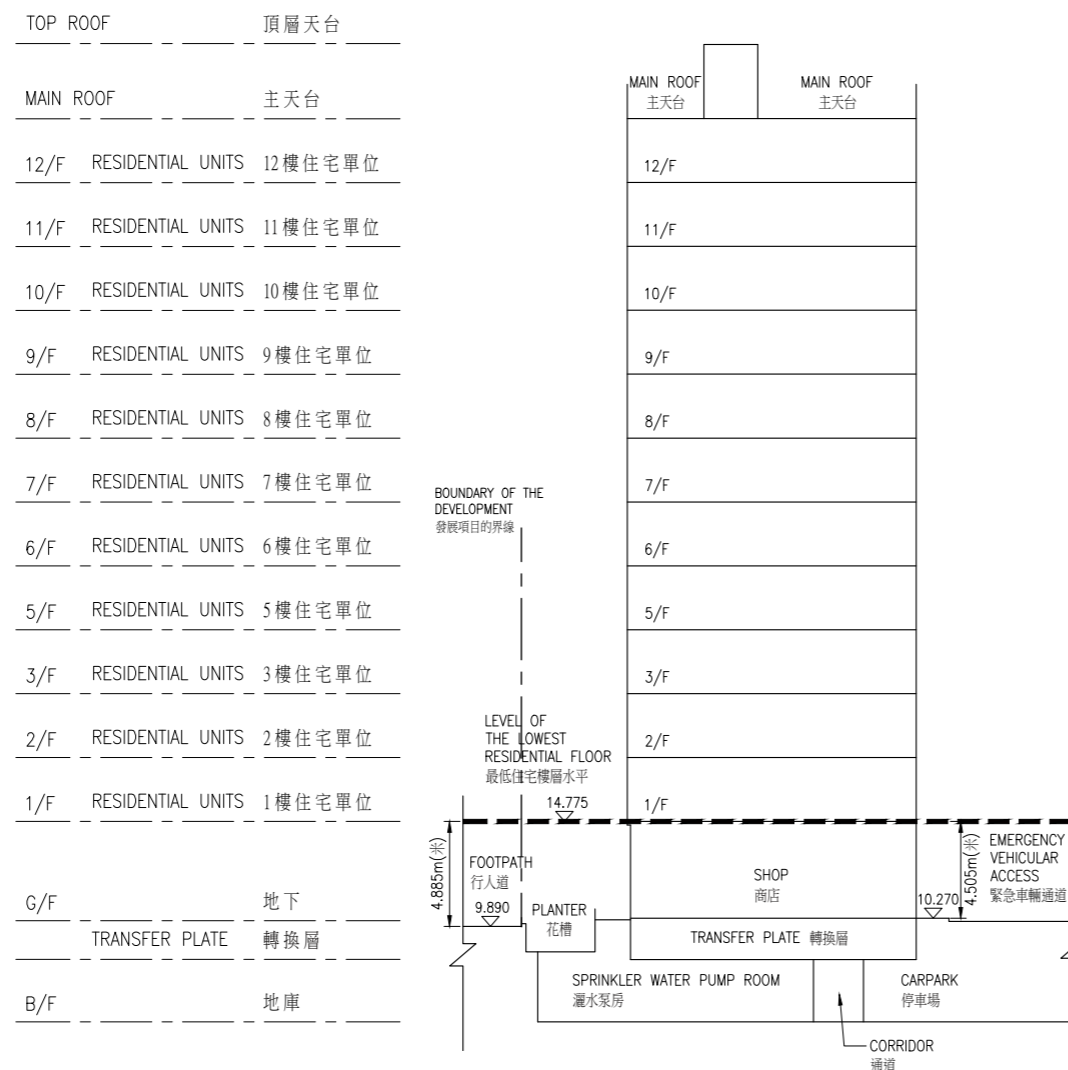 TOP ROOF 頂層天台
MAIN ROOF 主天台
12/F RESIDENTIAL UNITS 12樓住宅單位
11/F RESIDENTIAL UNITS 11樓住宅單位
10/F RESIDENTIAL UNITS 10樓住宅單位
9/F RESIDENTIAL UNITS 9樓住宅單位
8/F RESIDENTIAL UNITS 8樓住宅單位
7/F RESIDENTIAL UNITS 7樓住宅單位
6/F RESIDENTIAL UNITS 6樓住宅單位
5/F RESIDENTIAL UNITS 5樓住宅單位
3/F RESIDENTIAL UNITS 3樓住宅單位
2/F RESIDENTIAL UNITS 2樓住宅單位
1/F RESIDENTIAL UNITS 1樓住宅單位
G/F 地下
TRANSFER PLATE 轉換層
B/F 地庫
MAIN ROOF
主天台
MAIN ROOF
主天台
12/F
11/F
10/F
9/F
8/F
7/F
6/F
5/F
3/F
2/F
1/F
BOUNDARY OF THE
DEVELOPMENT
發展項目的界線
LEVEL OF
THE LOWEST
RESIDENTIAL FLOOR
最低住宅樓層水平
14.775
4.885m(米)
FOOTPATH
行人道
9.890
PLANTER
花槽
SHOP
商店
10.270
4.505m(米)
EMERGENCY
VEHICULAR
ACCESS
緊急車輛通道
TRANSFER PLATE 轉換層
SPRINKLER WATER PUMP ROOM
灑水泵房
CARPARK
停車場
CORRIDOR
通道